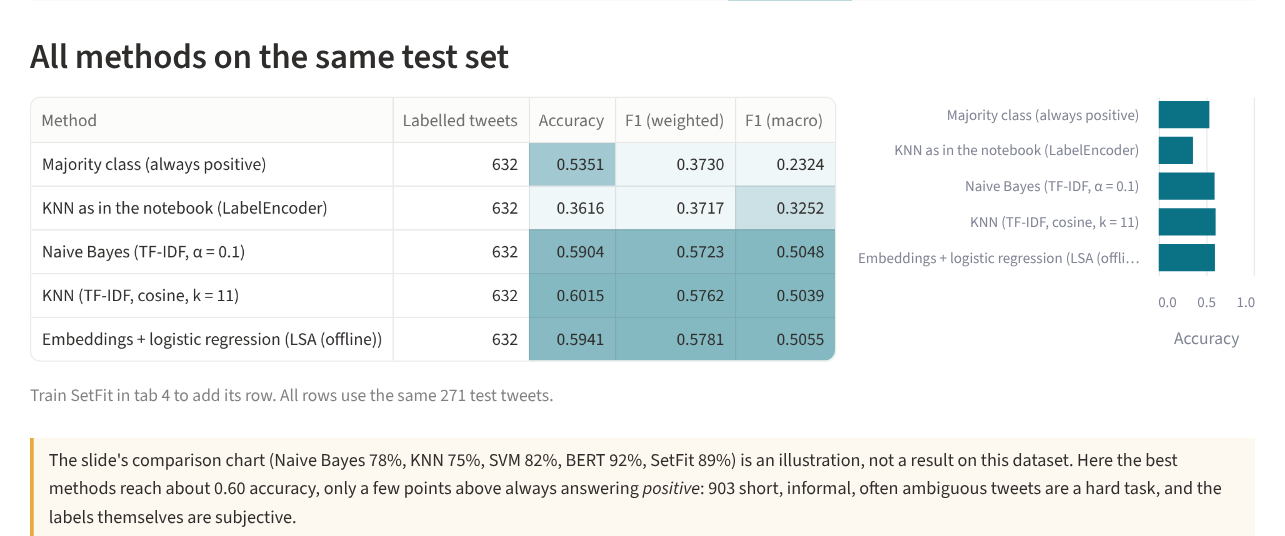 All methods on the same test set
Method Labelled tweets Accuracy F1 (weighted) F1 (macro)
Majority class (always positive) 632 0.5351 0.3730 0.2324
KNN as in the notebook (LabelEncoder) 632 0.3616 0.3717 0.3252
Naive Bayes (TF-IDF, α = 0.1) 632 0.5904 0.5723 0.5048
KNN (TF-IDF, cosine, k = 11) 632 0.6015 0.5762 0.5039
Embeddings + logistic regression (LSA (offline)) 632 0.5941 0.5781 0.5055
Majority class (always positive)
KNN as in the notebook (LabelEncoder)
Naive Bayes (TF-IDF, α = 0.1)
KNN (TF-IDF, cosine, k = 11)
Embeddings + logistic regression (LSA (offli…
0.0 0.5 1.0
Accuracy
Train SetFit in tab 4 to add its row. All rows use the same 271 test tweets.
The slide's comparison chart (Naive Bayes 78%, KNN 75%, SVM 82%, BERT 92%, SetFit 89%) is an illustration, not a result on this dataset. Here the best
methods reach about 0.60 accuracy, only a few points above always answering positive: 903 short, informal, often ambiguous tweets are a hard task, and the
labels themselves are subjective.